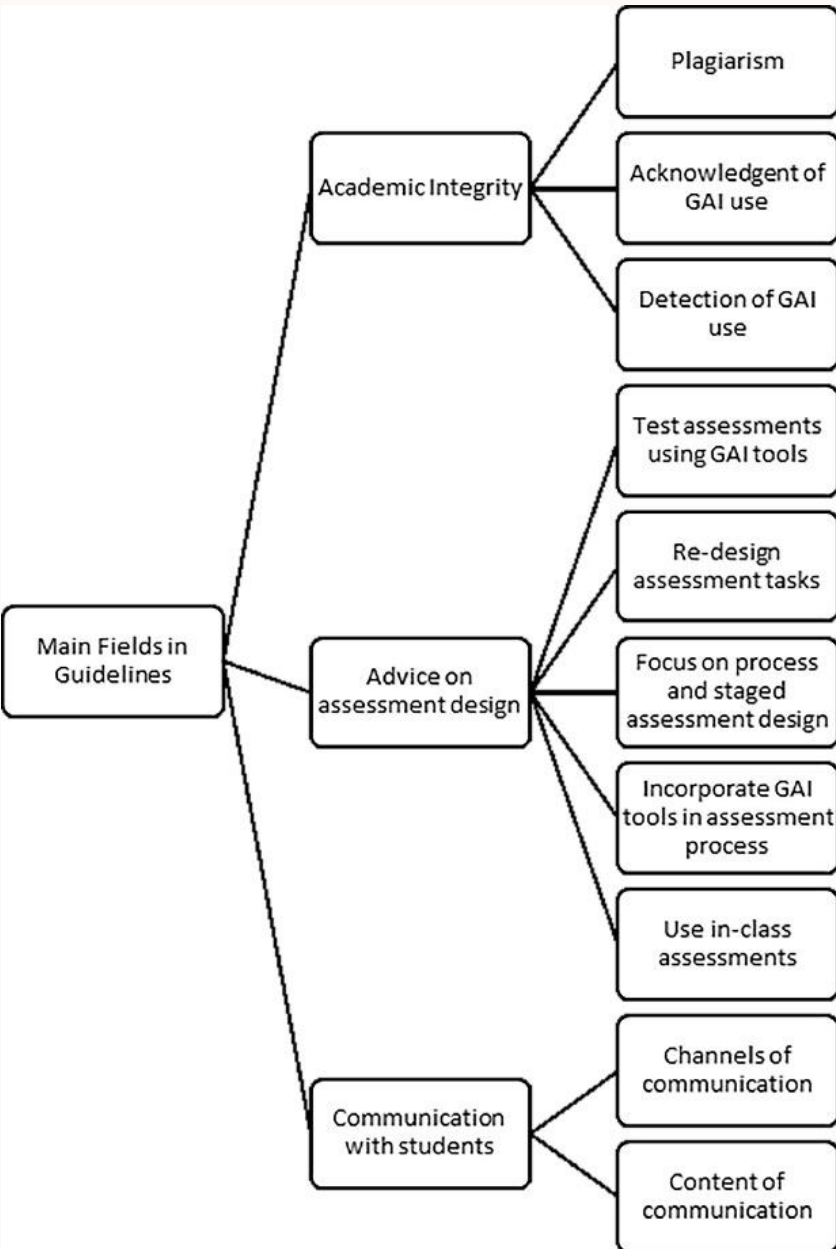 Main Fields in
Guidelines
Academic Integrity
Plagiarism
Acknowledgent of
GAI use
Detection of GAI
use
Advice on
assessment design
Test assessments
using GAI tools
Re-design
assessment tasks
Focus on process
and staged
assessment design
Incorporate GAI
tools in assessment
process
Use in-class
assessments
Communication
with students
Channels of
communication
Content of
communication